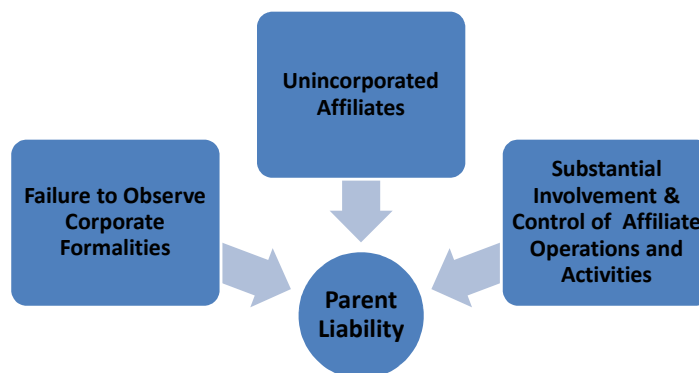 Unincorporated
Affiliates
Failure to Observe
Corporate
Formalities
Substantial
Involvement &
Control of Affiliate
Operations and
Activities
Parent
Liability